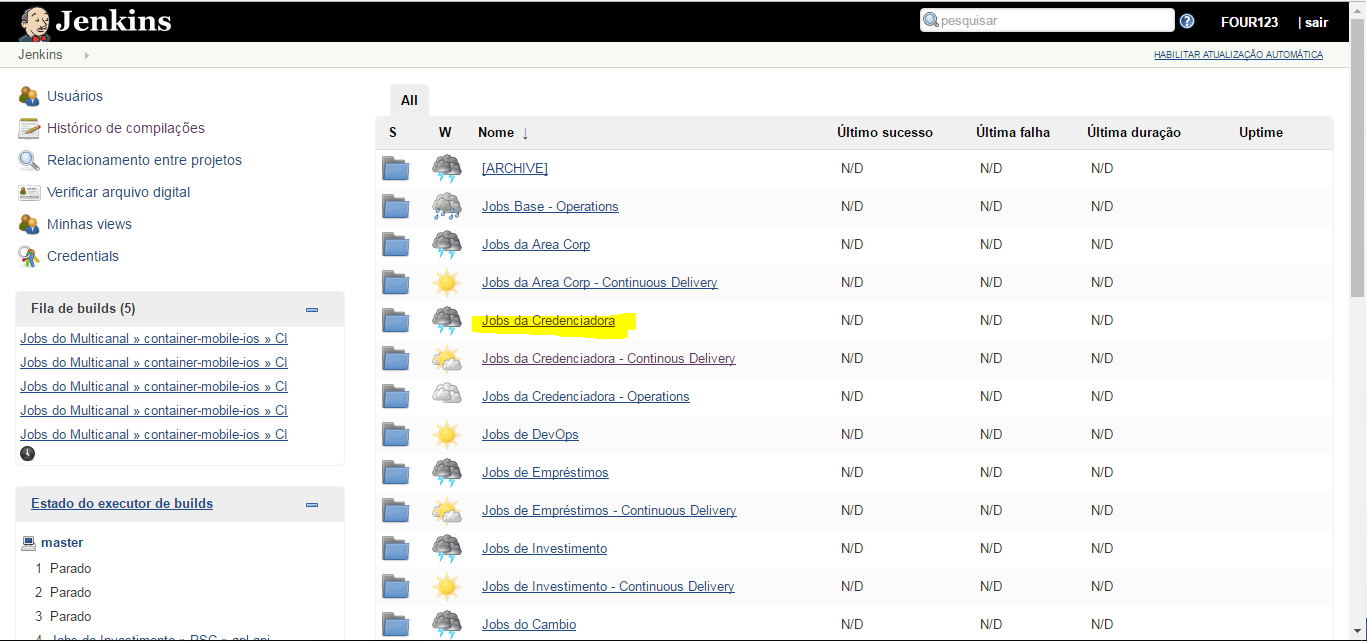 Jenkins
pesquisar
?
FOUR123 | sair
Jenkins
HABILITAR ATUALIZAÇÃO AUTOMÁTICA
Usuários
Histórico de compilações
Relacionamento entre projetos
Verificar arquivo digital
Minhas views
Credentials
Fila de builds (5)
Jobs do Multicanal » container-mobile-ios » CI
Jobs do Multicanal » container-mobile-ios » CI
Jobs do Multicanal » container-mobile-ios » CI
Jobs do Multicanal » container-mobile-ios » CI
Jobs do Multicanal » container-mobile-ios » CI
Estado do executor de builds
master
1 Parado
2 Parado
3 Parado
4 Jobs de Investimento » PSC »
All
S W Nome ↓ Último sucesso Última falha Última duração Uptime
[ARCHIVE] N/D N/D N/D
Jobs Base - Operations N/D N/D N/D
Jobs da Area Corp N/D N/D N/D
Jobs da Area Corp - Continuous Delivery N/D N/D N/D
Jobs da Credenciadora N/D N/D N/D
Jobs da Credenciadora - Continous Delivery N/D N/D N/D
Jobs da Credenciadora - Operations N/D N/D N/D
Jobs de DevOps N/D N/D N/D
Jobs de Empréstimos N/D N/D N/D
Jobs de Empréstimos - Continuous Delivery N/D N/D N/D
Jobs de Investimento N/D N/D N/D
Jobs de Investimento - Continuous Delivery N/D N/D N/D
Jobs do Cambio N/D N/D N/D